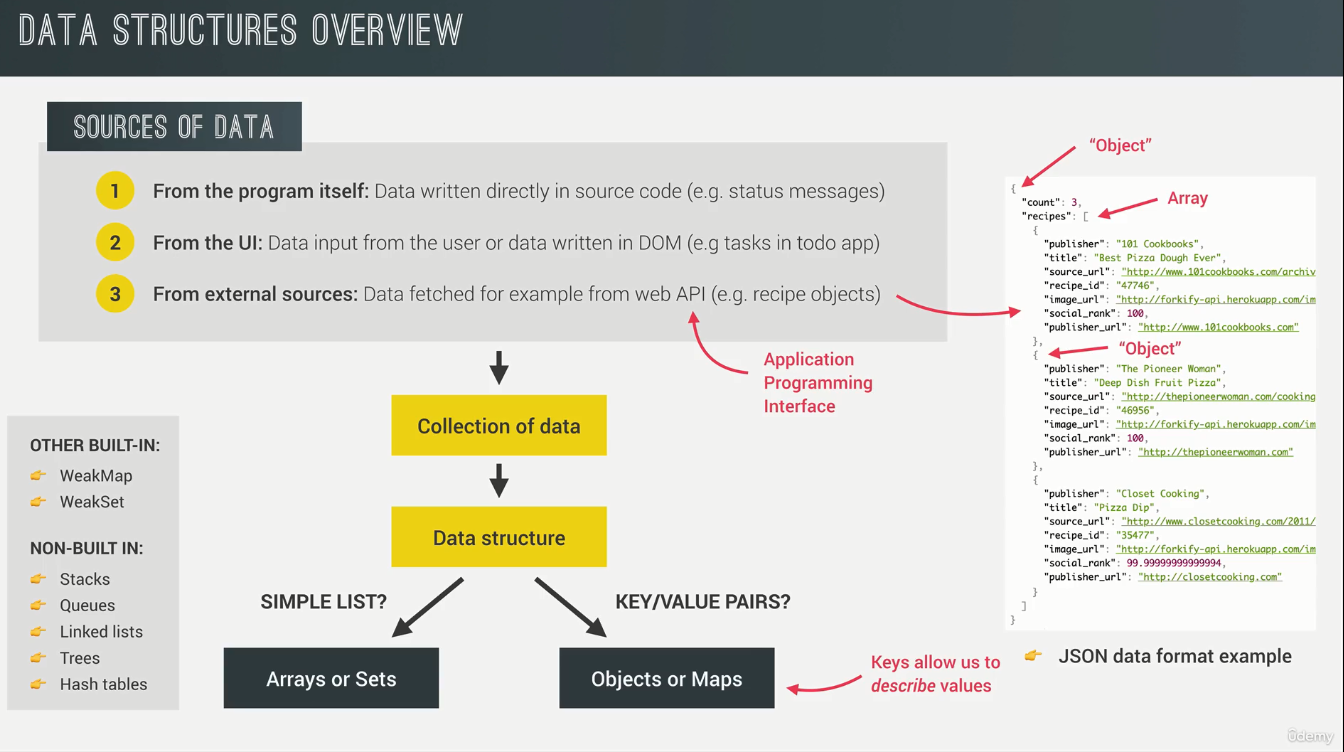 DATA STRUCTURES OVERVIEW
SOURCES OF DATA
1 From the program itself: Data written directly in source code (e.g. status messages)
2 From the UI: Data input from the user or data written in DOM (e.g tasks in todo app)
3 From external sources: Data fetched for example from web API (e.g. recipe objects)
Application
Programming
Interface
Collection of data
Data structure
SIMPLE LIST?
KEY/VALUE PAIRS?
Arrays or Sets
Objects or Maps
Keys allow us to
describe values
OTHER BUILT-IN:
👉 WeakMap
👉 WeakSet
NON-BUILT IN:
👉 Stacks
👉 Queues
👉 Linked lists
👉 Trees
👉 Hash tables
"Object"
Array
{
"count": 3,
"recipes": [
{
"publisher": "101 Cookbooks",
"title": "Best Pizza Dough Ever",
"source_url": "http://www.101cookbooks.com/archiv
"recipe_id": "47746",
"image_url": "http://forkify-api.herokuapp.com/im
"social_rank": 100,
"publisher_url": "http://www.101cookbooks.com"
},
"Object"
{
"publisher": "The Pioneer Woman",
"title": "Deep Dish Fruit Pizza",
"source_url": "http://thepioneerwoman.com/cooking
"recipe_id": "46956",
"image_url": "http://forkify-api.herokuapp.com/im
"social_rank": 100,
"publisher_url": "http://thepioneerwoman.com"
},
{
"publisher": "Closet Cooking",
"title": "Pizza Dip",
"source_url": "http://www.closetcooking.com/2011/
"recipe_id": "35477",
"image_url": "http://forkify-api.herokuapp.com/im
"social_rank": 99.99999999999994,
"publisher_url": "http://closetcooking.com"
}
]
}
👉 JSON data format example
ûdemy